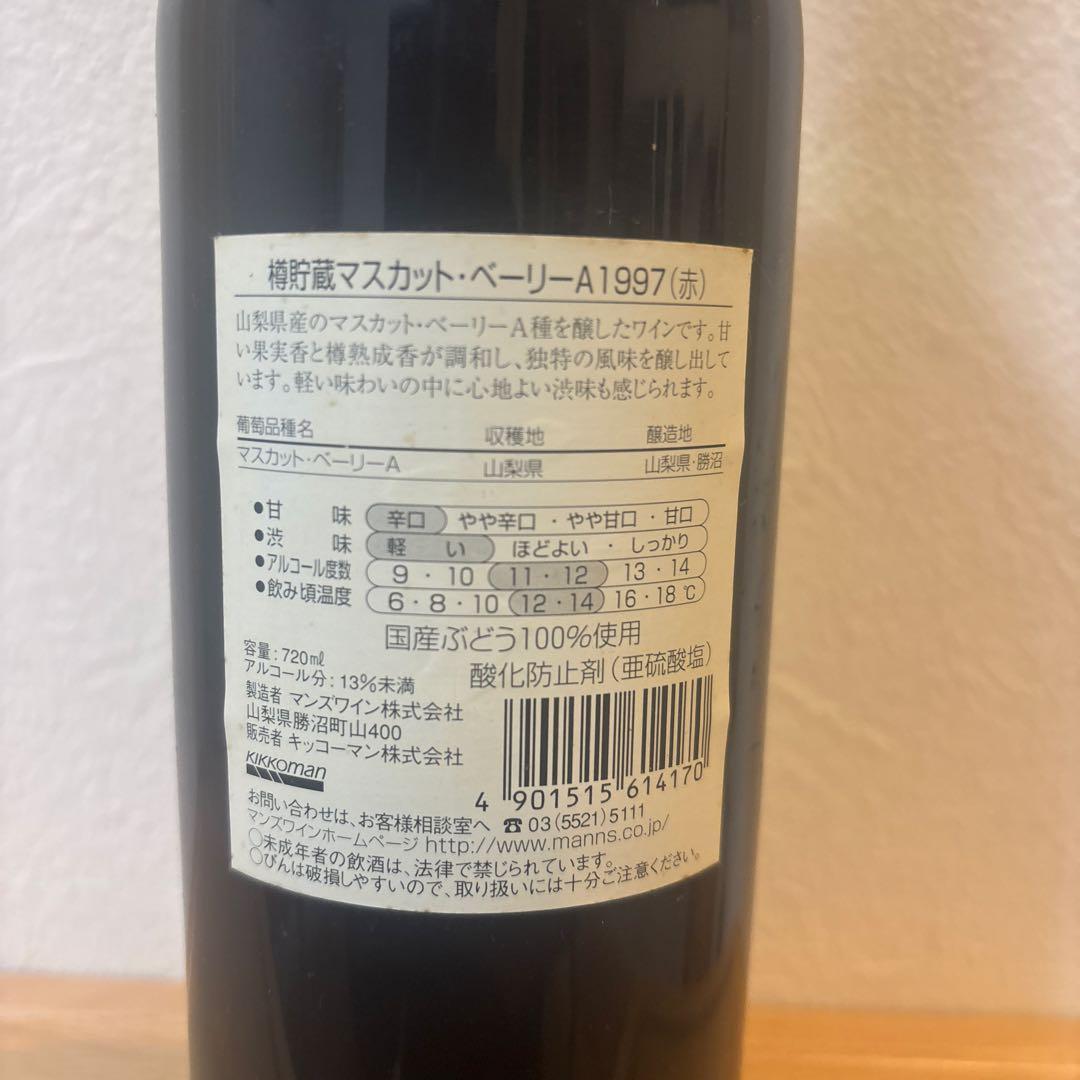 樽貯蔵マスカット・ベーリーA1997(赤)
山梨県産のマスカット・ベーリーA種を醸したワインです。甘
い果実香と樽熟成香が調和し、独特の風味を醸し出して
います。軽い味わいの中に心地よい渋味も感じられます。
葡萄品種名 収穫地 醸造地
マスカット・ベーリーA 山梨県 山梨県・勝沼
●甘 味 辛口 ・やや辛口 ・やや甘口 ・甘口
●渋 味 軽 い ・ほどよい ・しっかり
●アルコール度数 9・10・11・12・13・14
●飲み頃温度 6・8・10・12・14・16・18℃
国産ぶどう100%使用
容量:720ml
アルコール分:13%未満
酸化防止剤(亜硫酸塩)
製造者 マンズワイン株式会社
山梨県勝沼町山400
販売者 キッコーマン株式会社
KIKKOman
4 901515 614170
お問い合わせは、お客様相談室へ ☎03(5521)5111
マンズワインホームページ http://www.manns.co.jp/
○未成年者の飲酒は、法律で禁じられています。
○びんは破損しやすいので、取り扱いには十分ご注意ください。